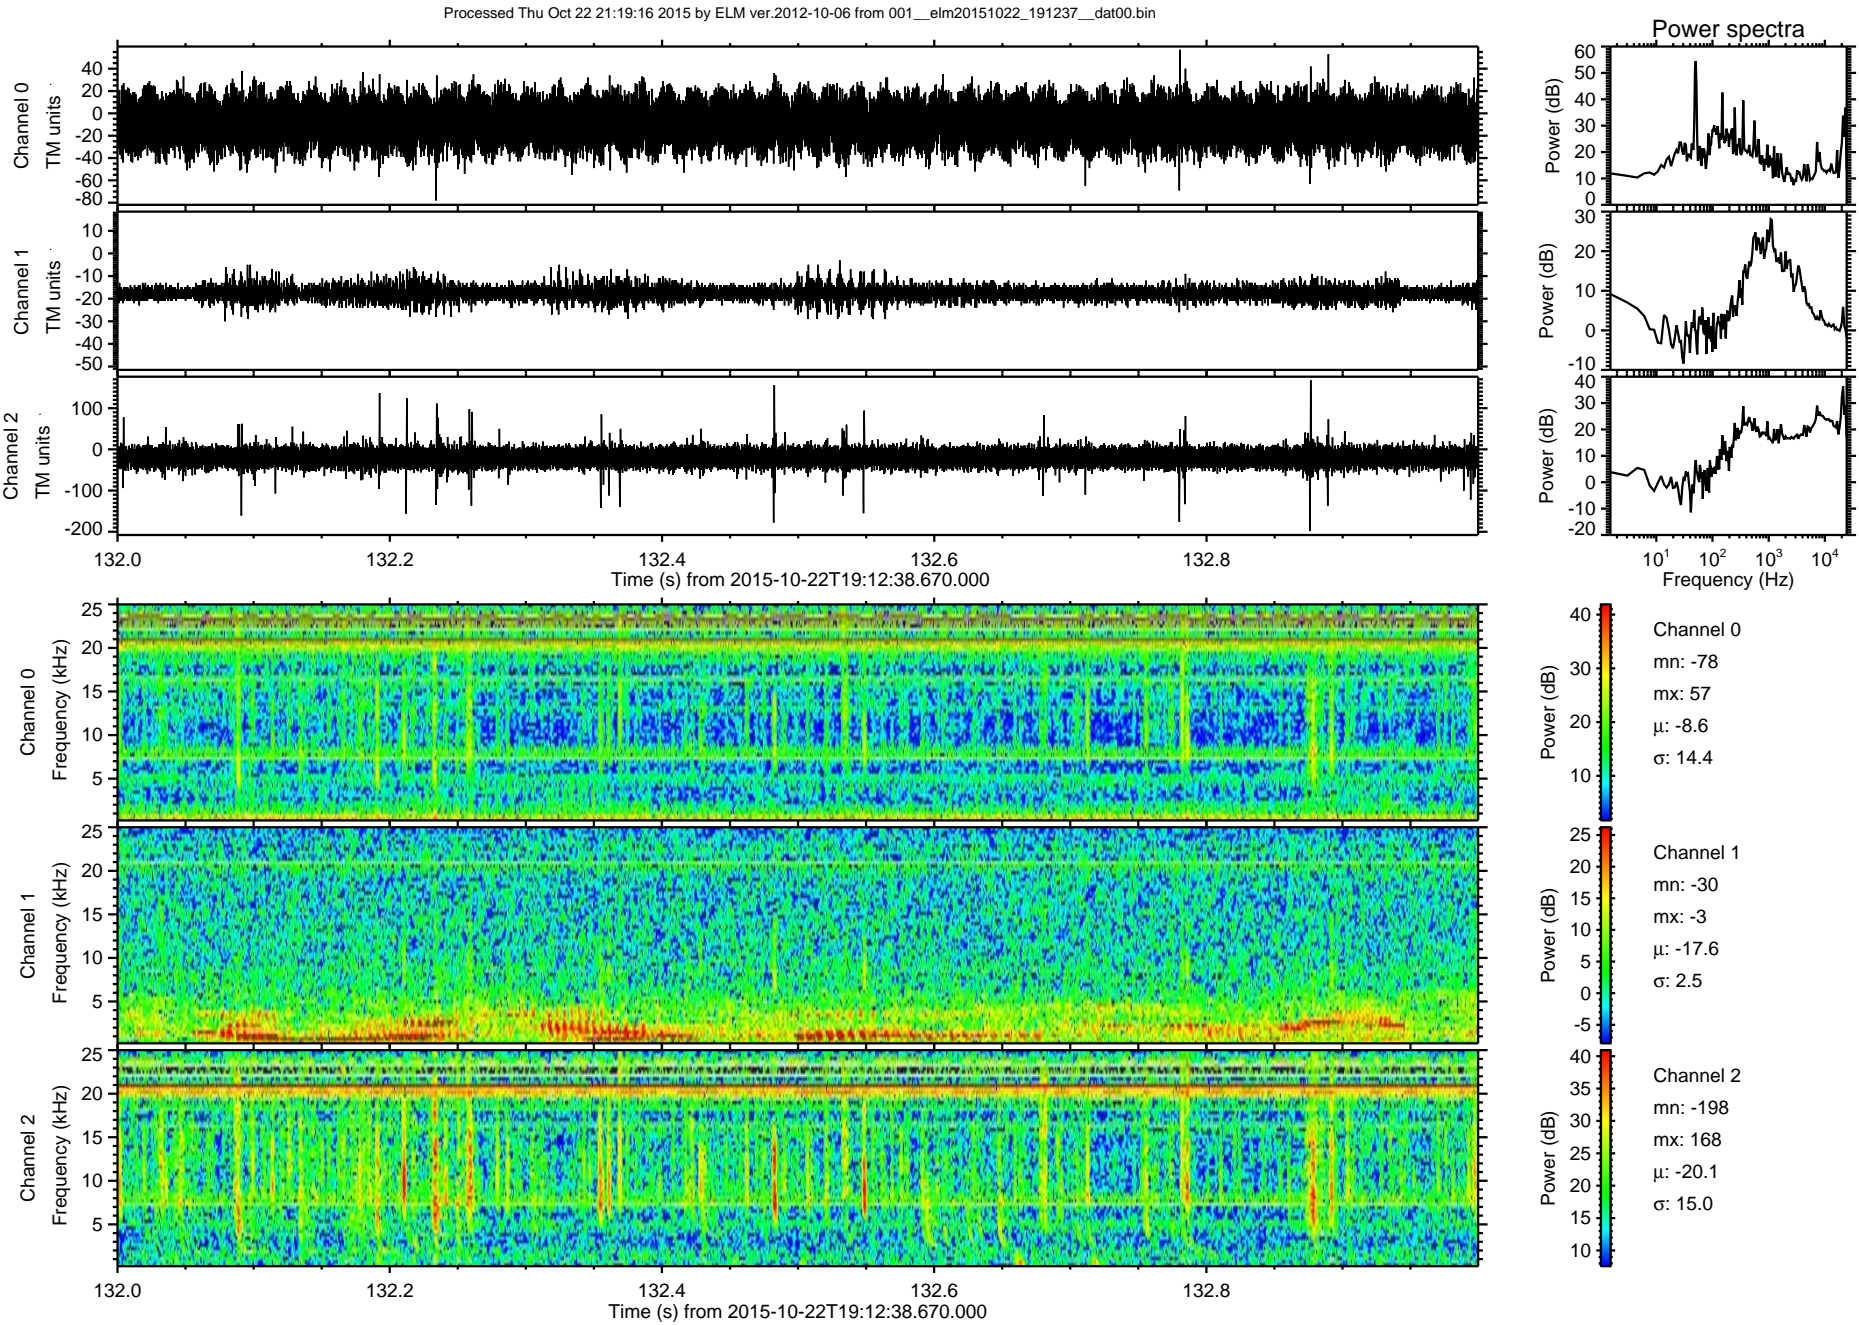 Processed Thu Oct 22 21:19:16 2015 by ELM ver.2012-10-06 from 001__elm20151022_191237__dat00.bin
Power spectra
Channel 0
TM units
40
20
0
-20
-40
-60
-80
Power (dB)
60
50
40
30
20
10
0
Channel 1
TM units
10
0
-10
-20
-30
-40
-50
Power (dB)
30
20
10
0
-10
Channel 2
TM units
100
0
-100
-200
Power (dB)
40
30
20
10
0
-10
-20
132.0 132.2 132.4 132.6 132.8
Time (s) from 2015-10-22T19:12:38.670.000
10^1 10^2 10^3 10^4
Frequency (Hz)
Channel 0
Frequency (kHz)
25
20
15
10
5
Power (dB)
40
30
20
10
Channel 0
mn: -78
mx: 57
μ: -8.6
σ: 14.4
Channel 1
Frequency (kHz)
25
20
15
10
5
Power (dB)
25
20
15
10
5
0
-5
Channel 1
mn: -30
mx: -3
μ: -17.6
σ: 2.5
Channel 2
Frequency (kHz)
25
20
15
10
5
Power (dB)
40
35
30
25
20
15
10
Channel 2
mn: -198
mx: 168
μ: -20.1
σ: 15.0
132.0 132.2 132.4 132.6 132.8
Time (s) from 2015-10-22T19:12:38.670.000